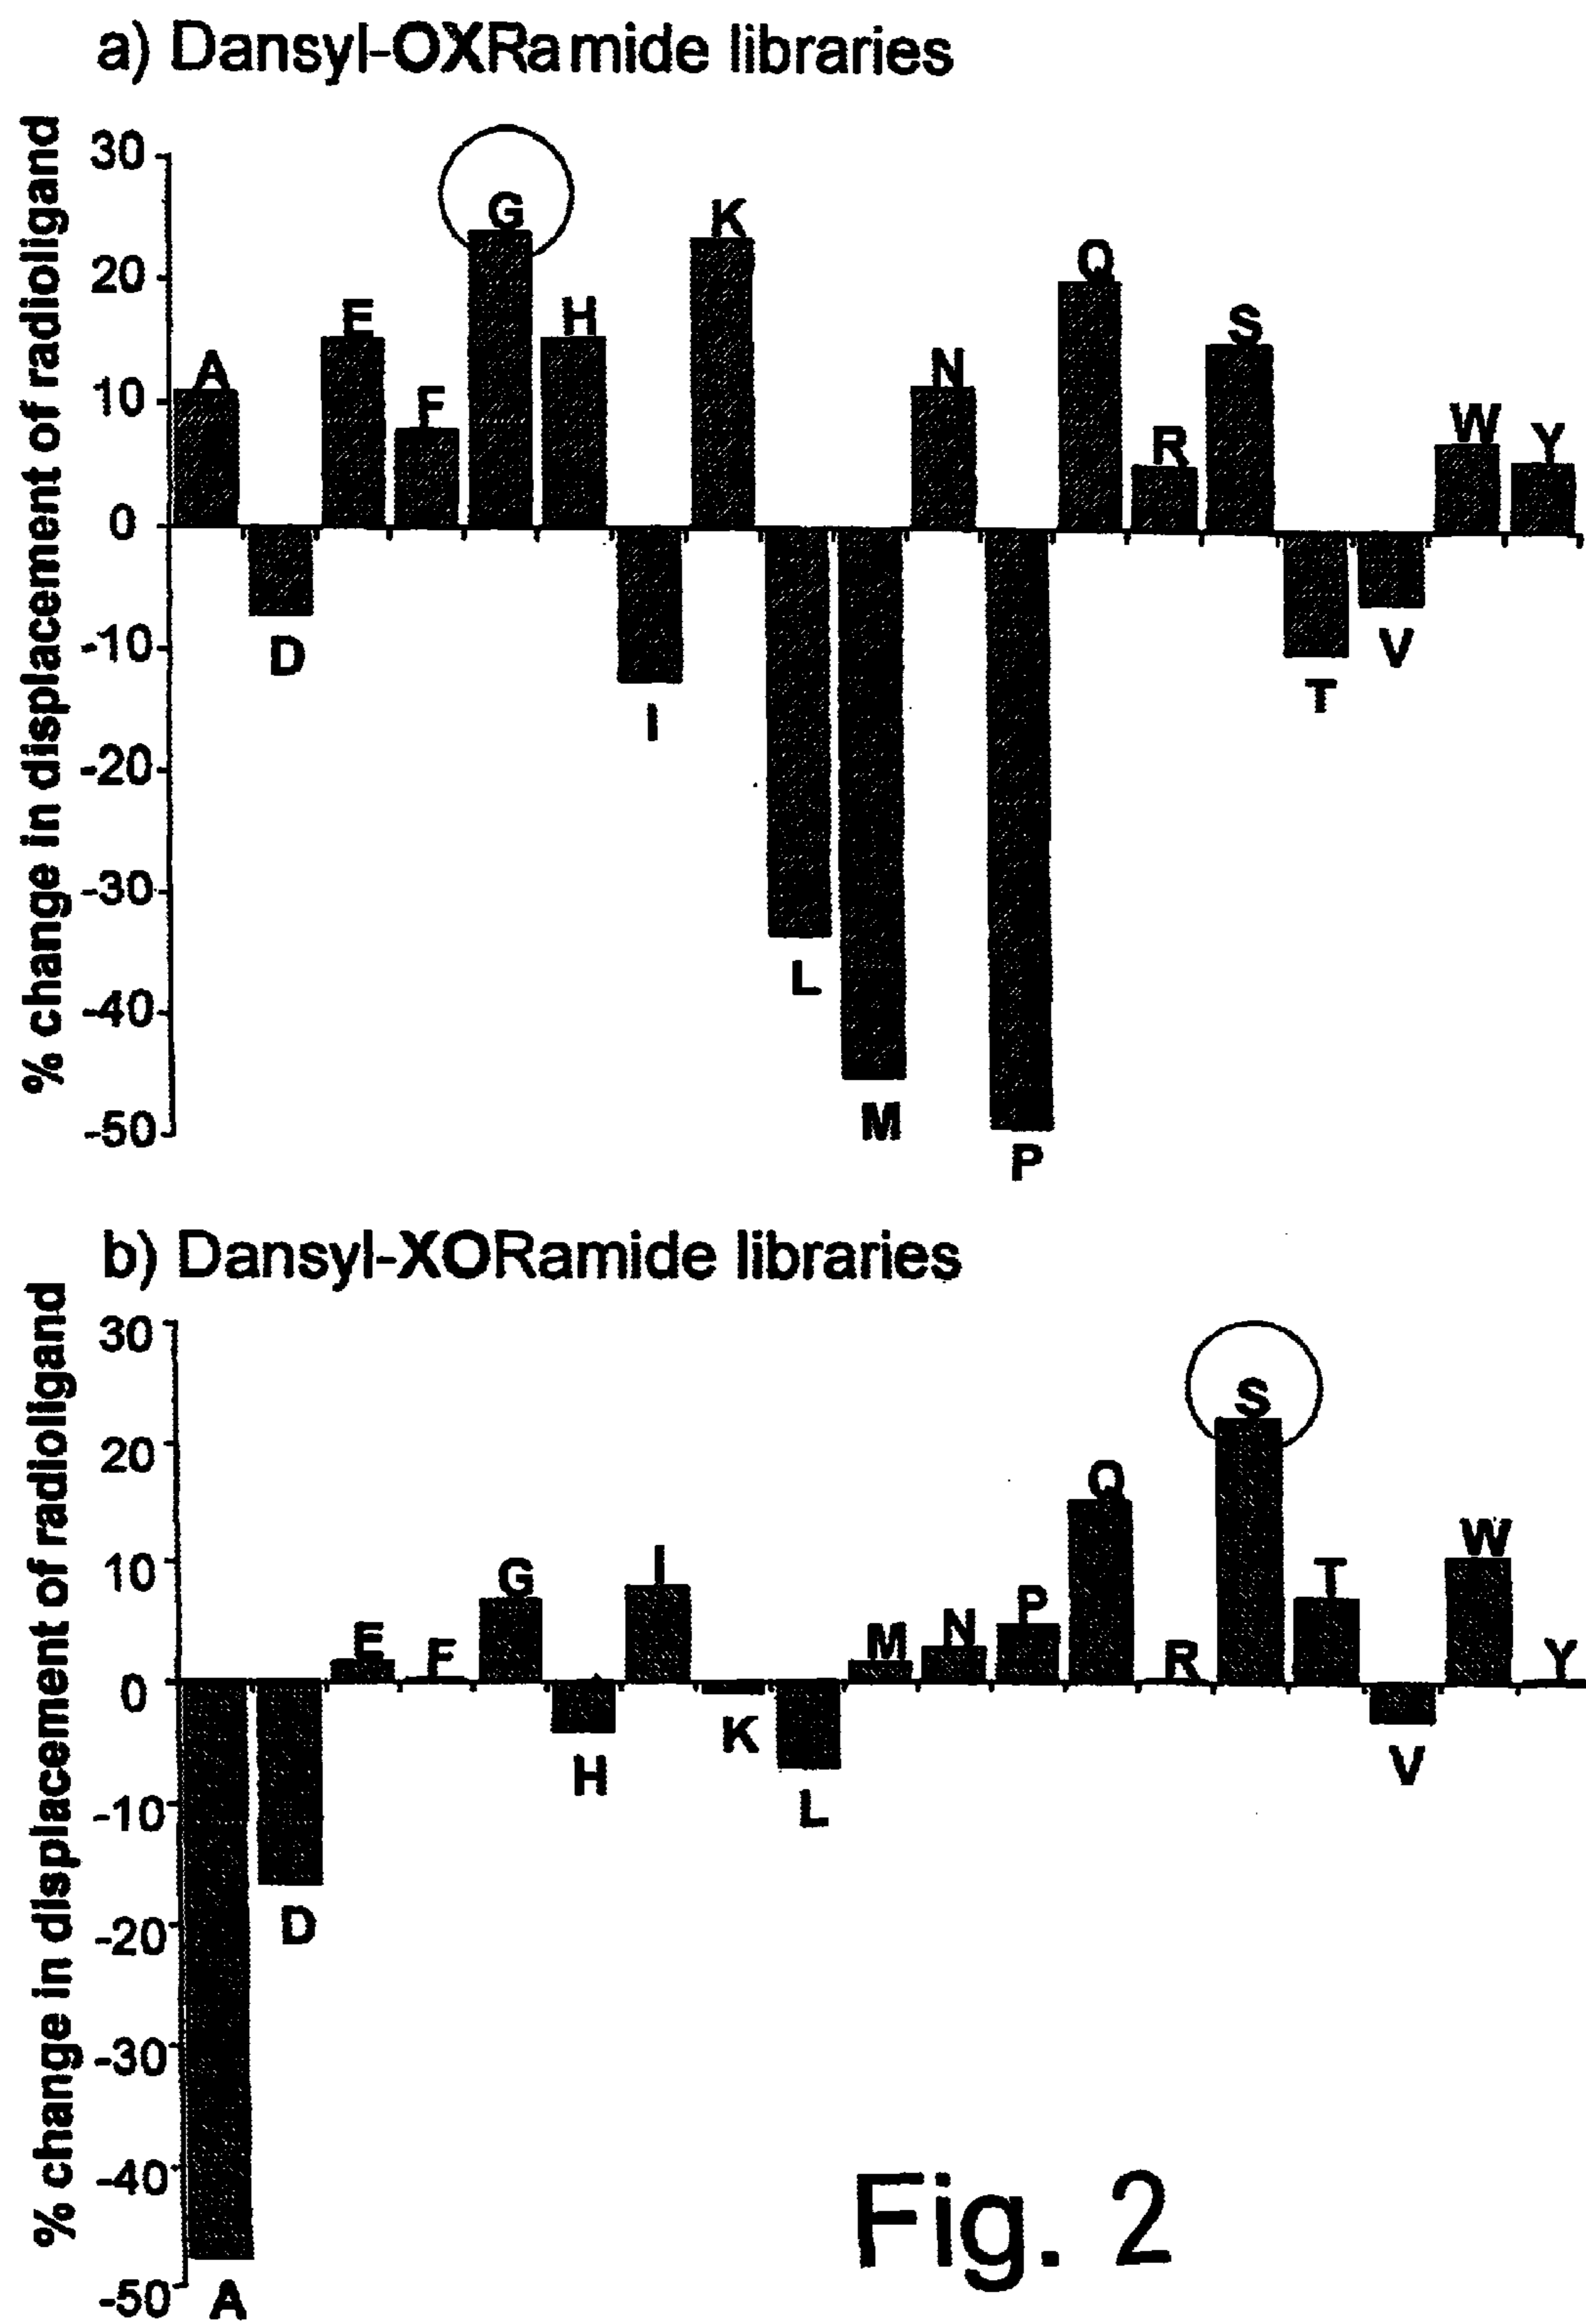 a) Dansyl-OXRamide libraries
% change in displacement of radioligand
30
20
10
0
-10
-20
-30
-40
-50
A
D
E
F
G
H
I
K
L
M
N
P
Q
R
S
T
V
W
Y
b) Dansyl-XORamide libraries
% change in displacement of radioligand
30
20
10
0
-10
-20
-30
-40
-50
A
D
E
F
G
H
I
K
L
M
N
P
Q
R
S
T
V
W
Y
Fig. 2